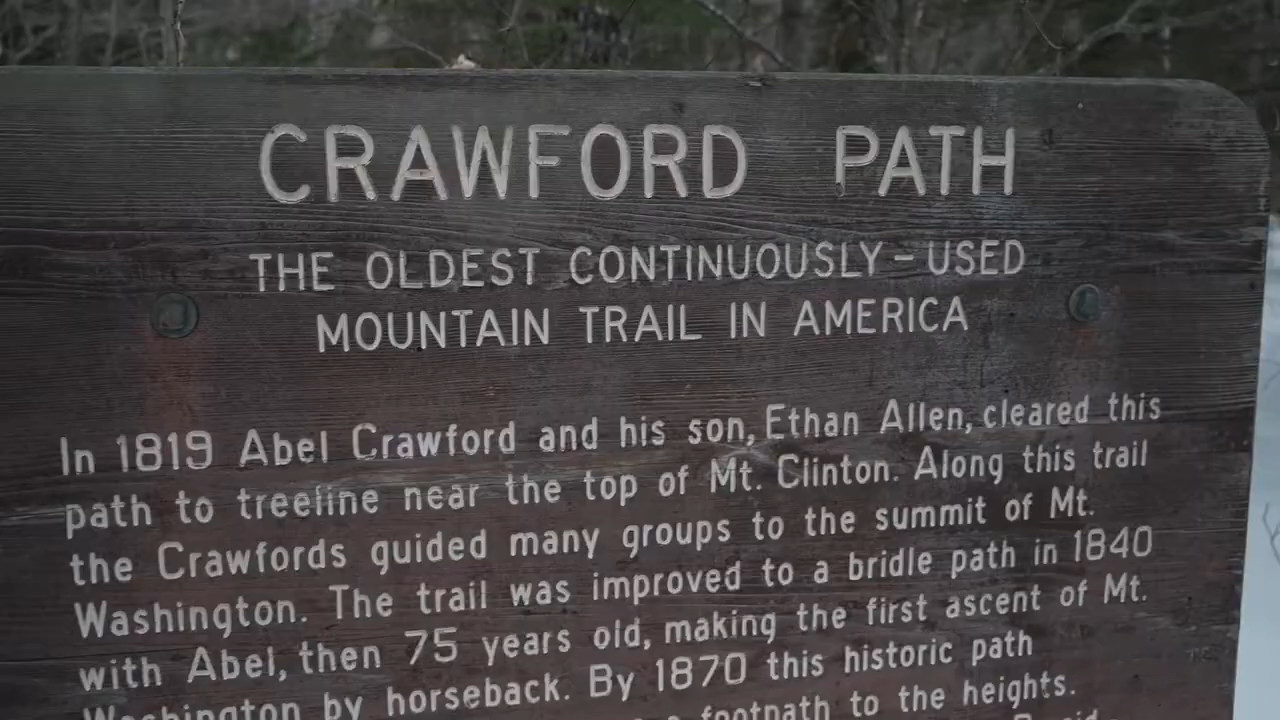 CRAWFORD PATH
THE OLDEST CONTINUOUSLY-USED
MOUNTAIN TRAIL IN AMERICA
In 1819 Abel Crawford and his son, Ethan Allen, cleared this
path to treeline near the top of Mt. Clinton. Along this trail
the Crawfords guided many groups to the summit of Mt.
Washington. The trail was improved to a bridle path in 1840
with Abel, then 75 years old, making the first ascent of Mt.
Washington by horseback. By 1870 this historic path
footpath to the heights.